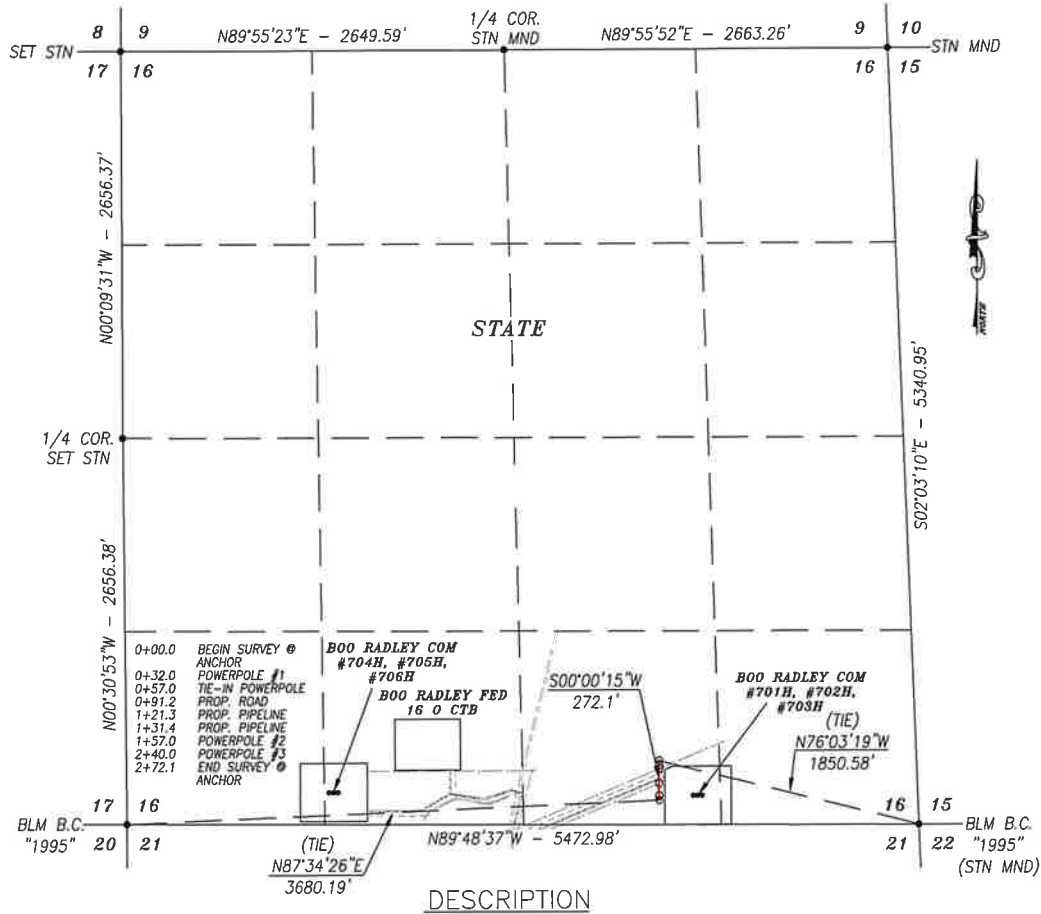 8 9
N89°55'23"E - 2649.59'
1/4 COR.
STN MND
N89°55'52"E - 2663.26'
9 10
SET STN
STN MND
17 16
16 15
N00°09'31"W - 2656.37'
NORTH
STATE
S02°03'10"E - 5340.95'
1/4 COR.
SET STN
N00°30'53"W - 2656.38'
0+00.0 BEGIN SURVEY @
ANCHOR
0+32.0 POWERPOLE #1
0+57.0 TIE-IN POWERPOLE
0+91.2 PROP. ROAD
1+21.3 PROP. PIPELINE
1+31.4 PROP. PIPELINE
1+57.0 POWERPOLE #2
2+40.0 POWERPOLE #3
2+72.1 END SURVEY @
ANCHOR
BOO RADLEY COM
#704H, #705H,
#706H
BOO RADLEY FED
16 O CTB
S00°00'15"W
272.1'
BOO RADLEY COM
#701H, #702H,
#703H
(TIE)
N76°03'19"W
1850.58'
17 16
16 15
BLM B.C.
"1995"
20 21
(TIE)
N87°34'26"E
3680.19'
N89°48'37"W - 5472.98'
21 22
BLM B.C.
"1995"
(STN MND)
DESCRIPTION